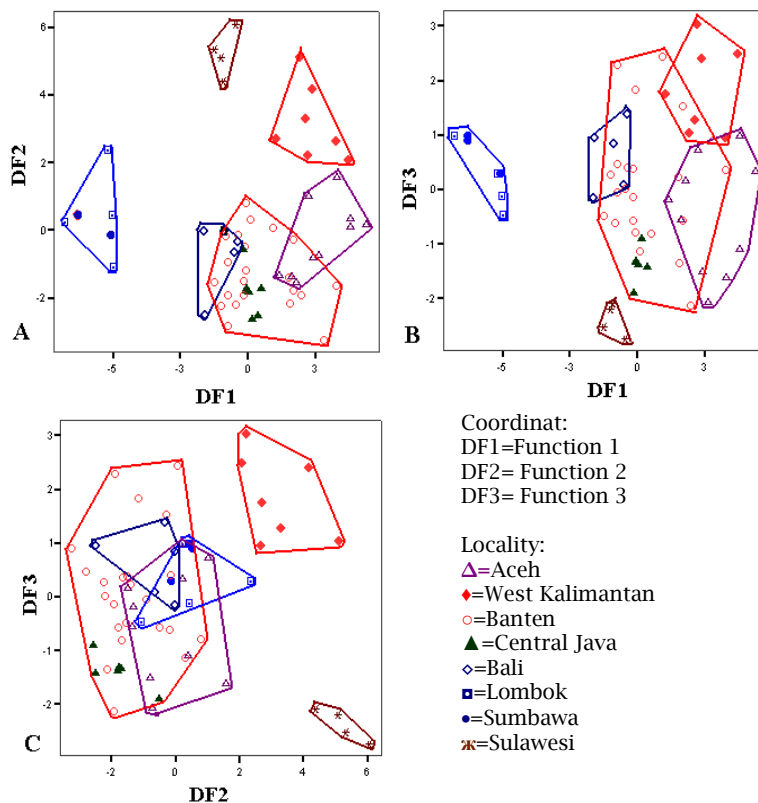 6
4
2
0
-2
DF2
A
-5
-3
0
3
DF1
3
2
1
0
-1
-2
DF3
B
-5
-3
0
3
DF1
3
2
1
0
-1
-2
DF3
C
-2
0
2
4
6
DF2
Coordinat:
DF1=Function 1
DF2= Function 2
DF3= Function 3
Locality:
=Aceh
=West Kalimantan
=Banten
=Central Java
=Bali
=Lombok
=Sumbawa
=Sulawesi